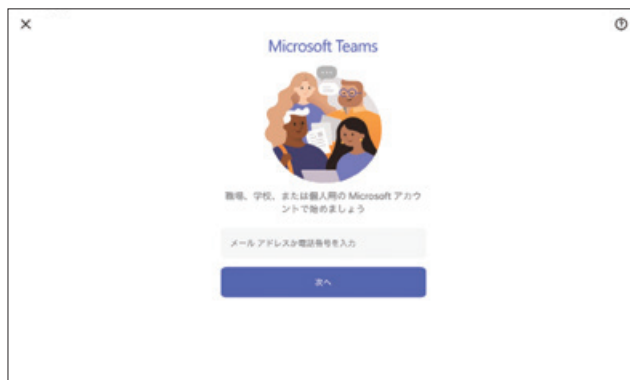 Microsoft Teams
職場、学校、または個人用の Microsoft アカウ
ントで始めましょう
メール アドレスか電話番号を入力
次へ